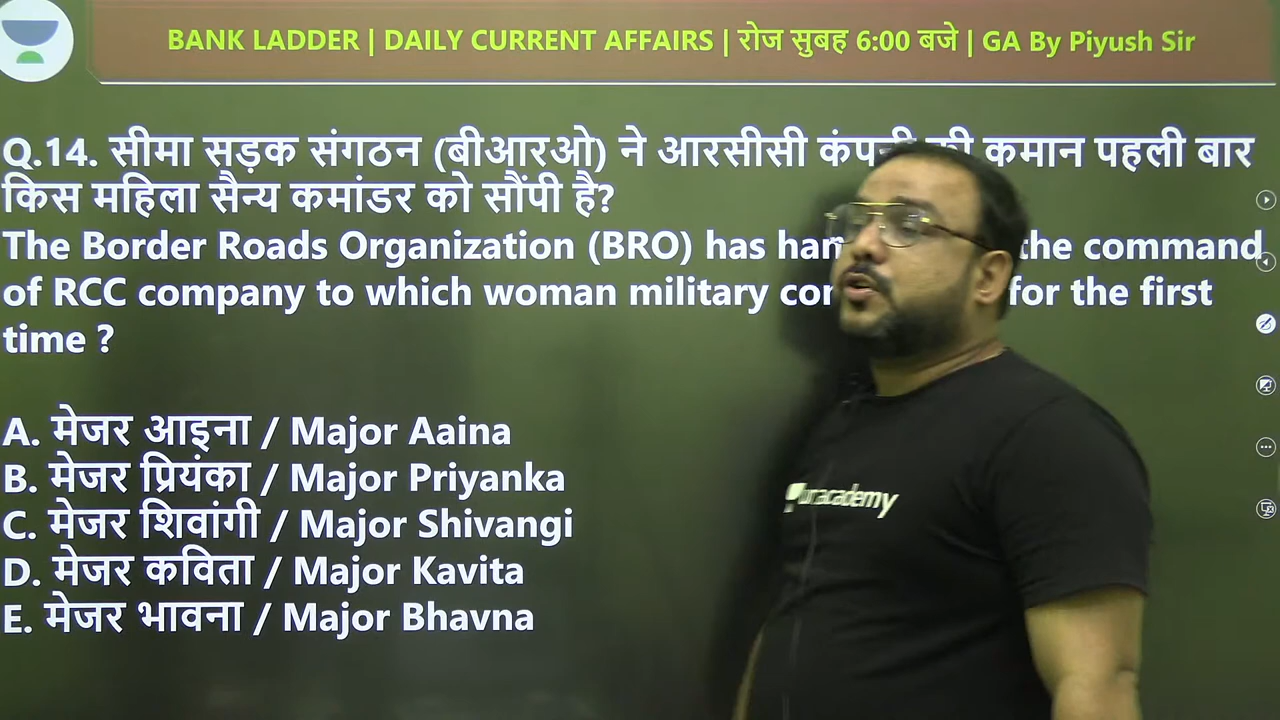 BANK LADDER | DAILY CURRENT AFFAIRS | रोज सुबह 6:00 बजे | GA By Piyush Sir
Q.14. सीमा सड़क संगठन (बीआरओ) ने आरसीसी कंपनी की कमान पहली बार
किस महिला सैन्य कमांडर को सौंपी है?
The Border Roads Organization (BRO) has the command
of RCC company to which woman military for the first
time ?
A. मेजर आइना / Major Aaina
B. मेजर प्रियंका / Major Priyanka
C. मेजर शिवांगी / Major Shivangi
D. मेजर कविता / Major Kavita
E. मेजर भावना / Major Bhavna
unacademy